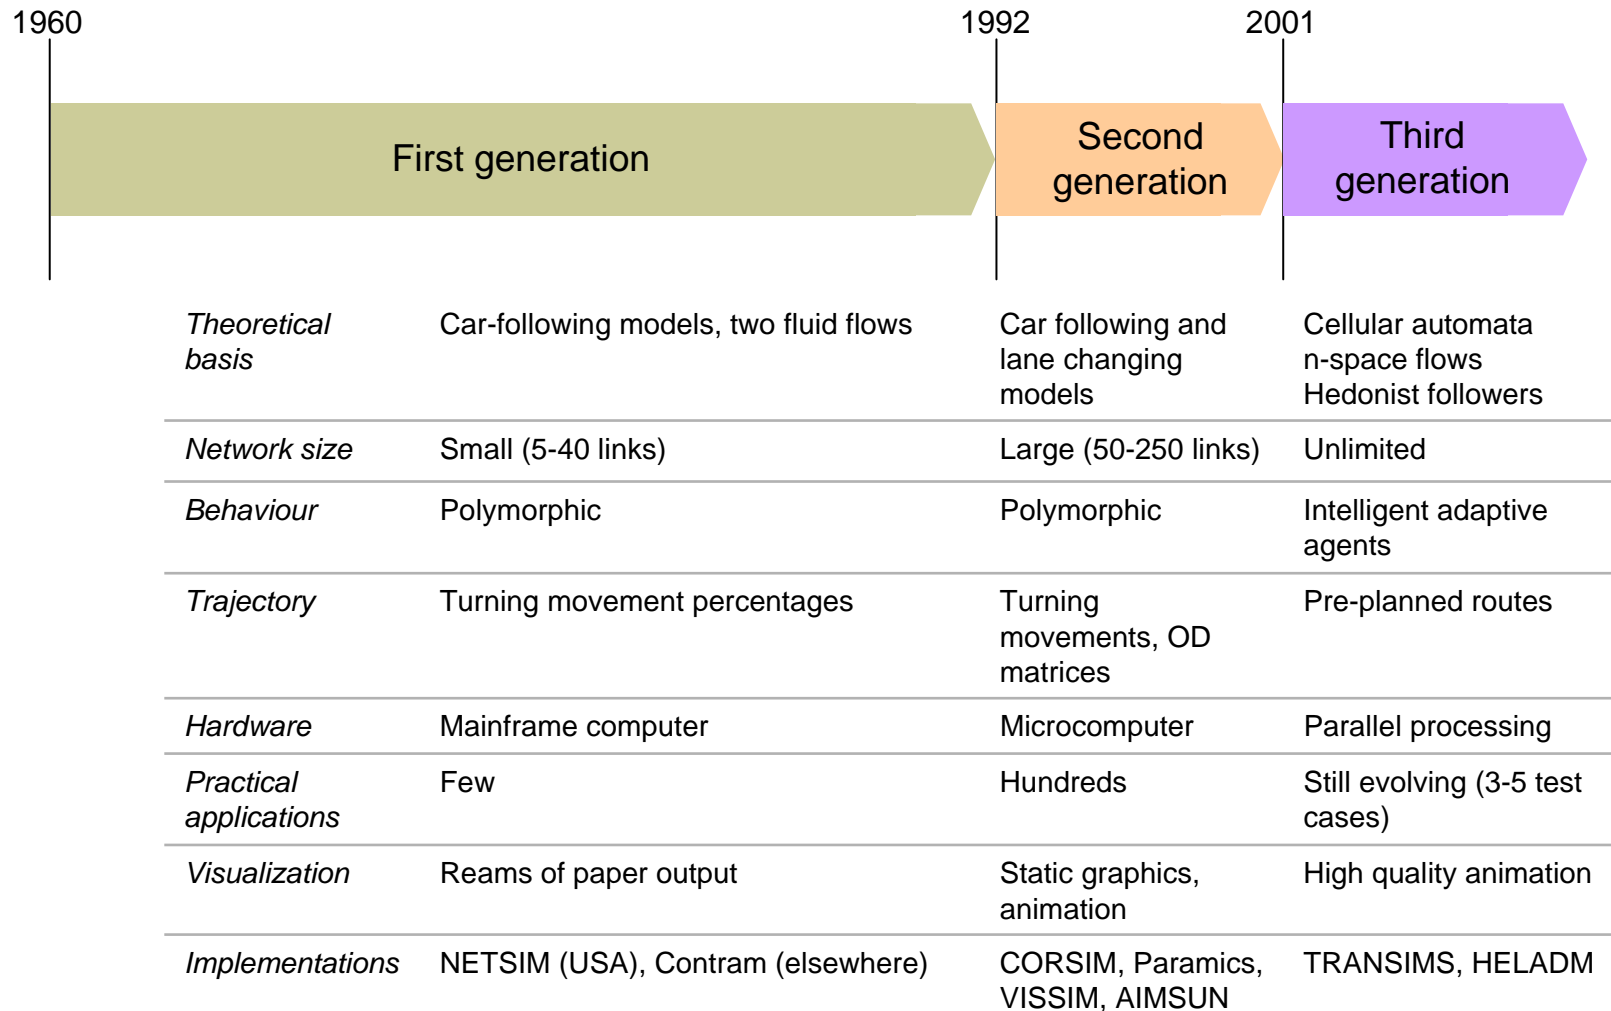 1960
1992
2001
First generation
Second
generation
Third
generation
Theoretical
basis
Car-following models, two fluid flows
Car following and
lane changing
models
Cellular automata
n-space flows
Hedonist followers
Network size
Small (5-40 links)
Large (50-250 links)
Unlimited
Behaviour
Polymorphic
Polymorphic
Intelligent adaptive
agents
Trajectory
Turning movement percentages
Turning
movements, OD
matrices
Pre-planned routes
Hardware
Mainframe computer
Microcomputer
Parallel processing
Practical
applications
Few
Hundreds
Still evolving (3-5 test
cases)
Visualization
Reams of paper output
Static graphics,
animation
High quality animation
Implementations
NETSIM (USA), Contram (elsewhere)
CORSIM, Paramics,
VISSIM, AIMSUN
TRANSIMS, HELADM